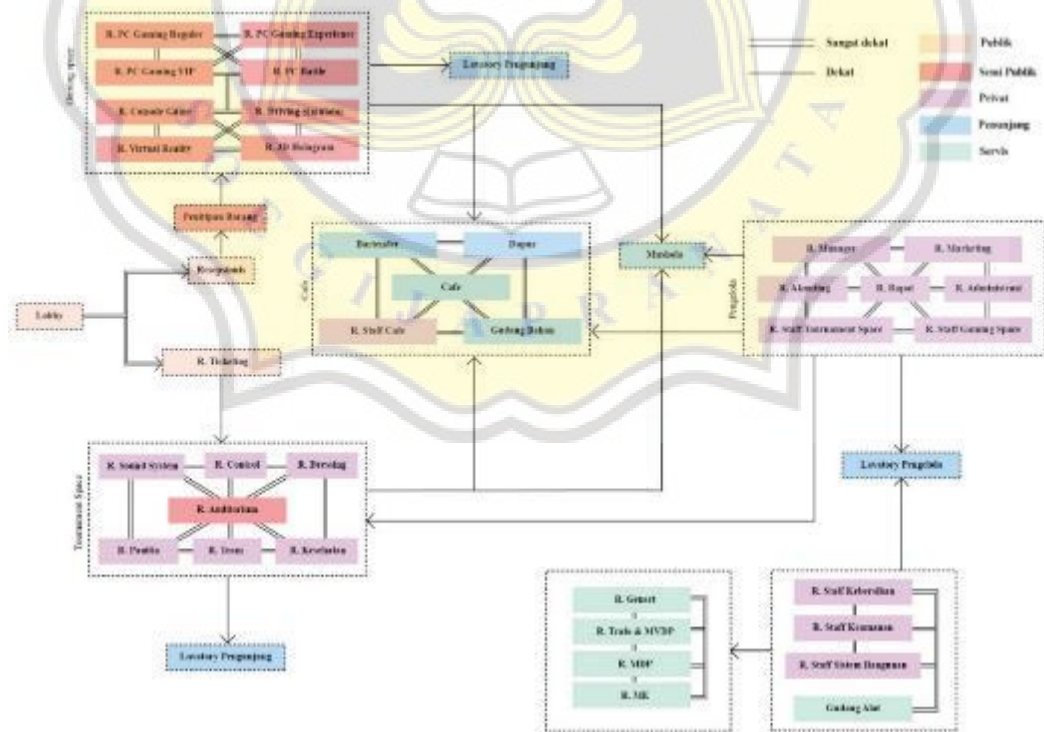 R. PC Gaming Reguler
R. PC Gaming Experience
R. PC Gaming VIP
R. PC Battle
R. Console Gamer
R. Driving
R. Virtual Reality
R. 3D Hologram
Lavatory Pengunjung
Sangat dekat
Dekat
Publik
Semi Publik
Privat
Penunjang
Servis
Penitipan Barang
Resepsionis
Lobby
R. Ticketing
Cafe
Bartender
Dapur
Cafe
R. Staff Cafe
Gudang Bahan
Mushola
Pengelola
R. Manager
R. Marketing
R. Akunting
R. Rapat
R. Administrasi
R. Staff Tournament Space
R. Staff Gaming Space
Tournament Space
R. Sound System
R. Control
R. Dressing
R. Auditorium
R. Panitia
R. Team
R. Kesehatan
Lavatory Pengunjung
Lavatory Pengelola
R. Genset
R. Trafo & MVDP
R. MDP
R. ME
R. Staff Kebersihan
R. Staff Keamanan
R. Staff Sistem Bangunan
Gudang Alat